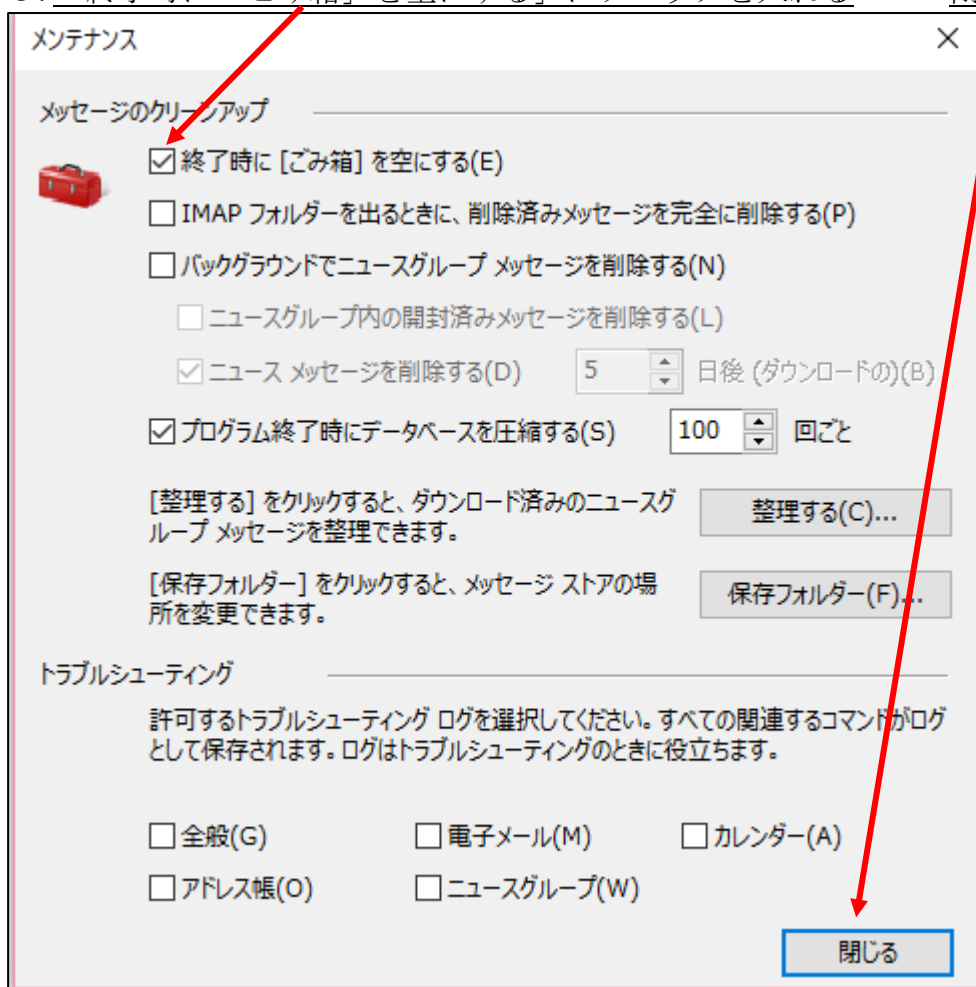 メンテナンス
メッセージのクリーンアップ
終了時に [ごみ箱] を空にする(E)
IMAP フォルダーを出るときに、削除済みメッセージを完全に削除する(P)
バックグラウンドでニュースグループ メッセージを削除する(N)
ニュースグループ内の開封済みメッセージを削除する(L)
ニュース メッセージを削除する(D) 5 日後 (ダウンロードの)(B)
プログラム終了時にデータベースを圧縮する(S) 100 回ごと
[整理する] をクリックすると、ダウンロード済みのニュースグ
ループ メッセージを整理できます。
整理する(C)...
[保存フォルダー] をクリックすると、メッセージ ストアの場
所を変更できます。
保存フォルダー(F)...
トラブルシューティング
許可するトラブルシューティング ログを選択してください。すべての関連するコマンドがログ
として保存されます。ログはトラブルシューティングのときに役立ちます。
全般(G) 電子メール(M) カレンダー(A)
アドレス帳(O) ニュースグループ(W)
閉じる